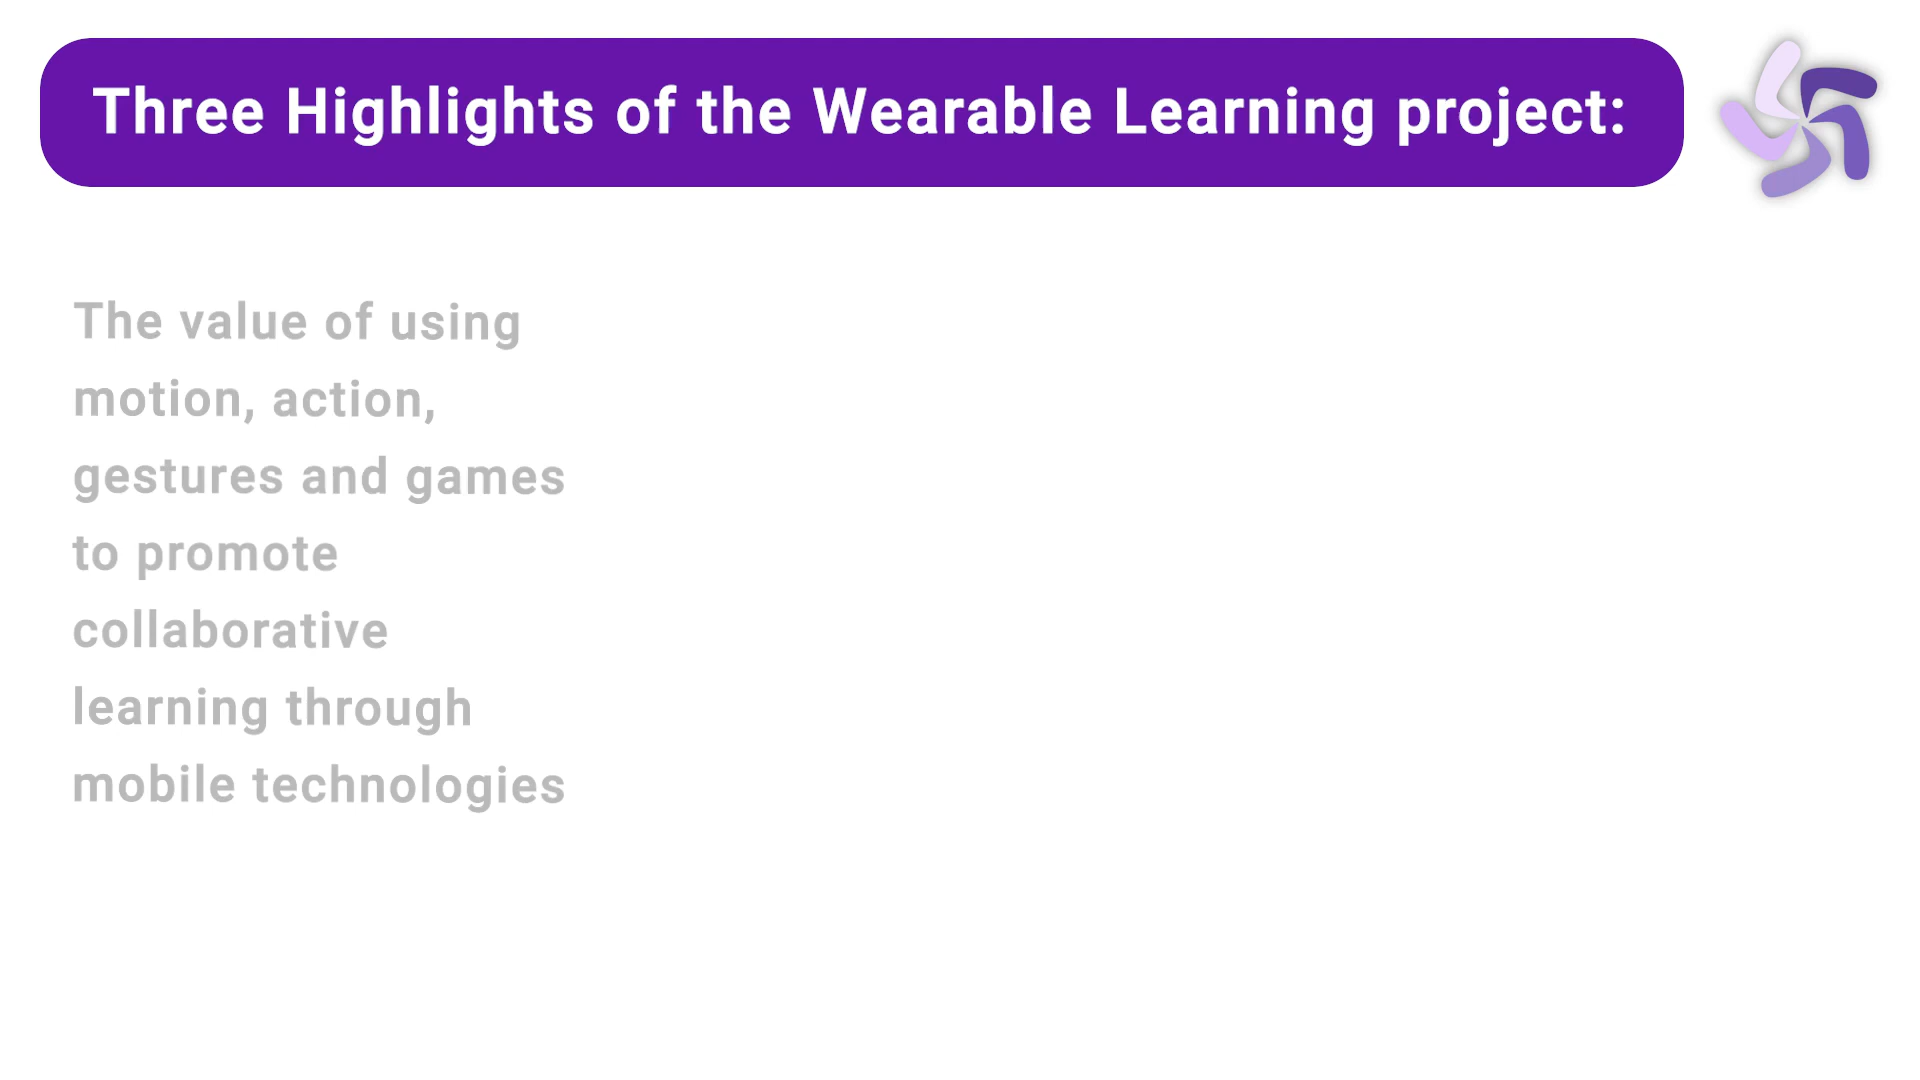 Three Highlights of the Wearable Learning project:
The value of using
motion, action,
gestures and games
to promote
collaborative
learning through
mobile technologies